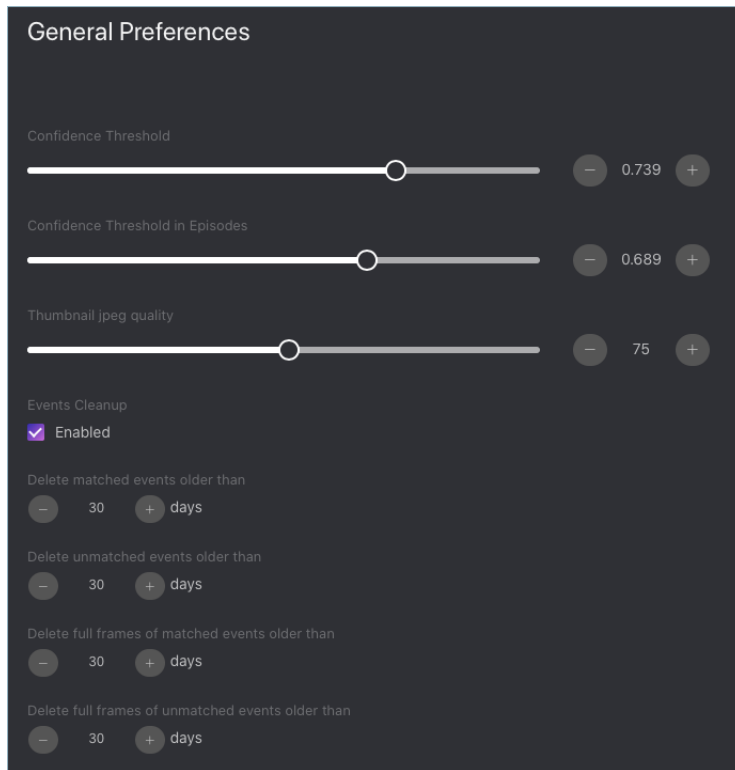 General Preferences
Confidence Threshold
− 0.739 +
Confidence Threshold in Episodes
− 0.689 +
Thumbnail jpeg quality
− 75 +
Events Cleanup
Enabled
Delete matched events older than
− 30 + days
Delete unmatched events older than
− 30 + days
Delete full frames of matched events older than
− 30 + days
Delete full frames of unmatched events older than
− 30 + days